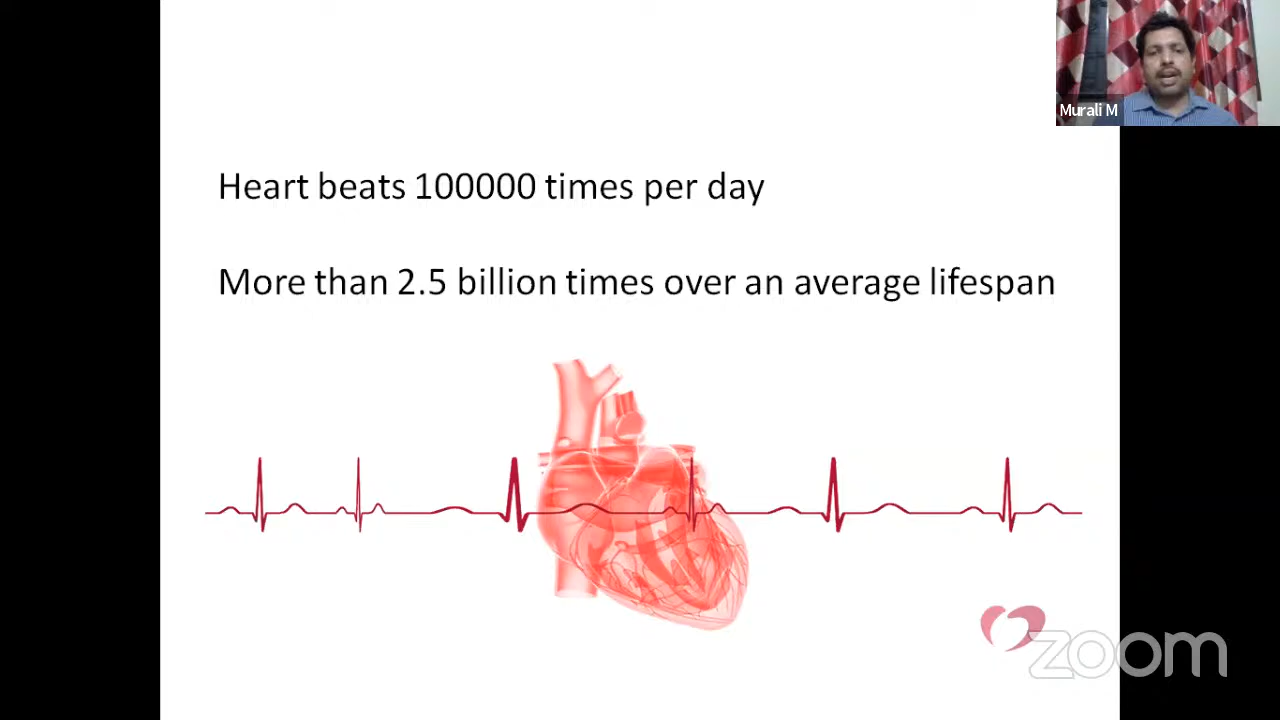 Murali M
Heart beats 100000 times per day
More than 2.5 billion times over an average lifespan
zoom